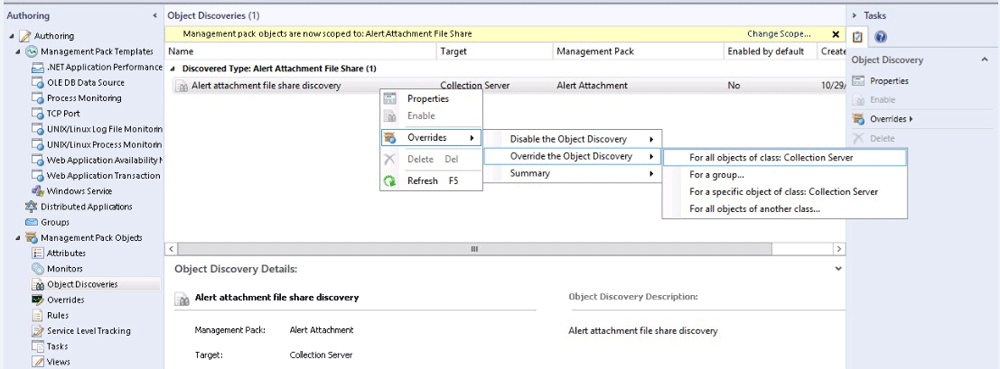 Authoring
Authoring
Management Pack Templates
.NET Application Performance
OLE DB Data Source
Process Monitoring
TCP Port
UNIX/Linux Log File Monitorin
UNIX/Linux Process Monitorin
Web Application Availability M
Web Application Transaction
Windows Service
Distributed Applications
Groups
Management Pack Objects
Attributes
Monitors
Object Discoveries
Overrides
Rules
Service Level Tracking
Tasks
Views
Object Discoveries (1)
Management pack objects are now scoped to: Alert Attachment File Share Change Scope...
Name Target Management Pack Enabled by default Create
Discovered Type: Alert Attachment File Share (1)
Alert attachment file share discovery Collection Server Alert Attachment No 10/29/
Properties
Enable
Overrides
Delete Del
Refresh F5
Disable the Object Discovery
Override the Object Discovery
Summary
For all objects of class: Collection Server
For a group...
For a specific object of class: Collection Server
For all objects of another class...
Object Discovery Details:
Alert attachment file share discovery
Management Pack: Alert Attachment
Target: Collection Server
Object Discovery Description:
Alert attachment file share discovery
Tasks
Object Discovery
Properties
Enable
Overrides
Delete